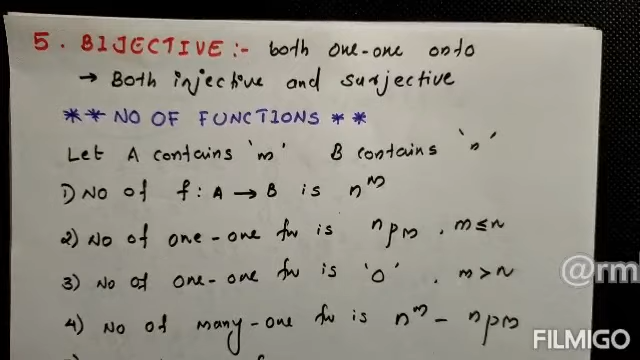 5. BIJECTIVE:- both one-one onto
→ Both injective and surjective
** NO OF FUNCTIONS **
Let A contains 'm' B contains 'n'
1) No of f: A → B is n^m
2) No of one-one fn is nPm . m≤n
3) No of one-one fn is '0' . m>n
@rm
4) No of many-one fn is n^m - nPm
FILMIGO